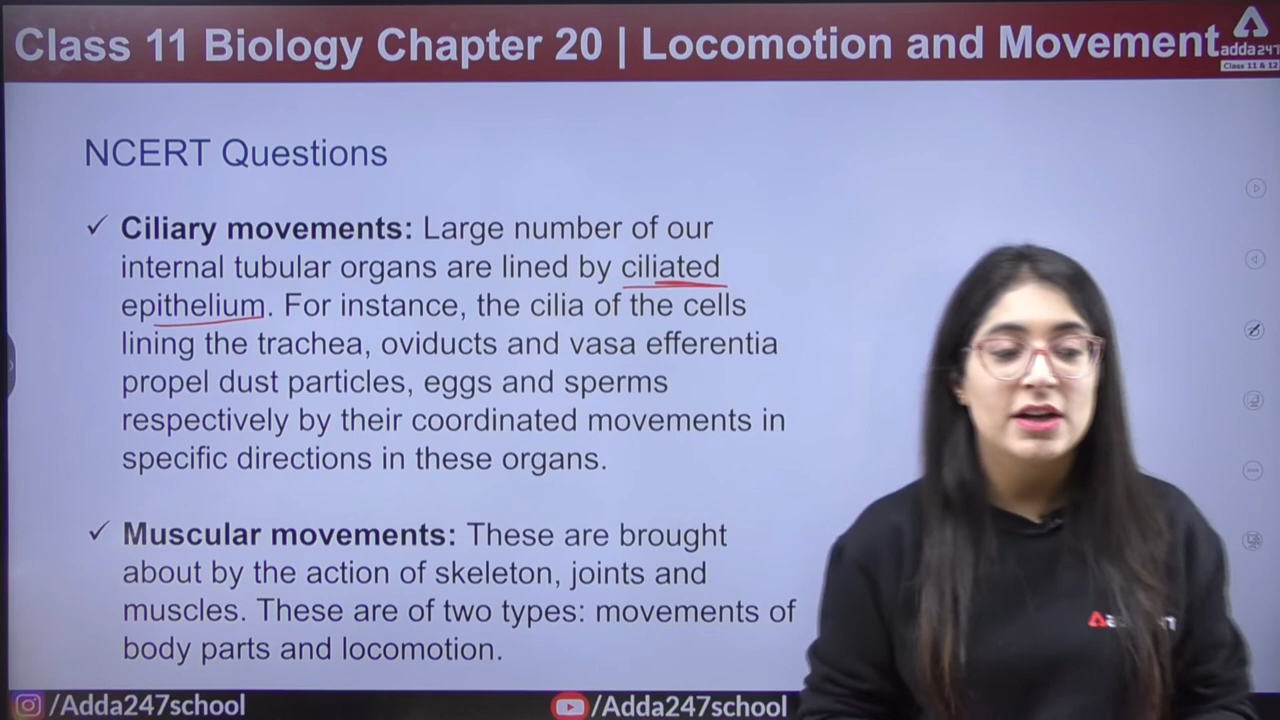 Class 11 Biology Chapter 20 | Locomotion and Movement
adda247
Class 11 & 12
NCERT Questions
✓ Ciliary movements: Large number of our
internal tubular organs are lined by ciliated
epithelium. For instance, the cilia of the cells
lining the trachea, oviducts and vasa efferentia
propel dust particles, eggs and sperms
respectively by their coordinated movements in
specific directions in these organs.
✓ Muscular movements: These are brought
about by the action of skeleton, joints and
muscles. These are of two types: movements of
body parts and locomotion.
/Adda247school
/Adda247school